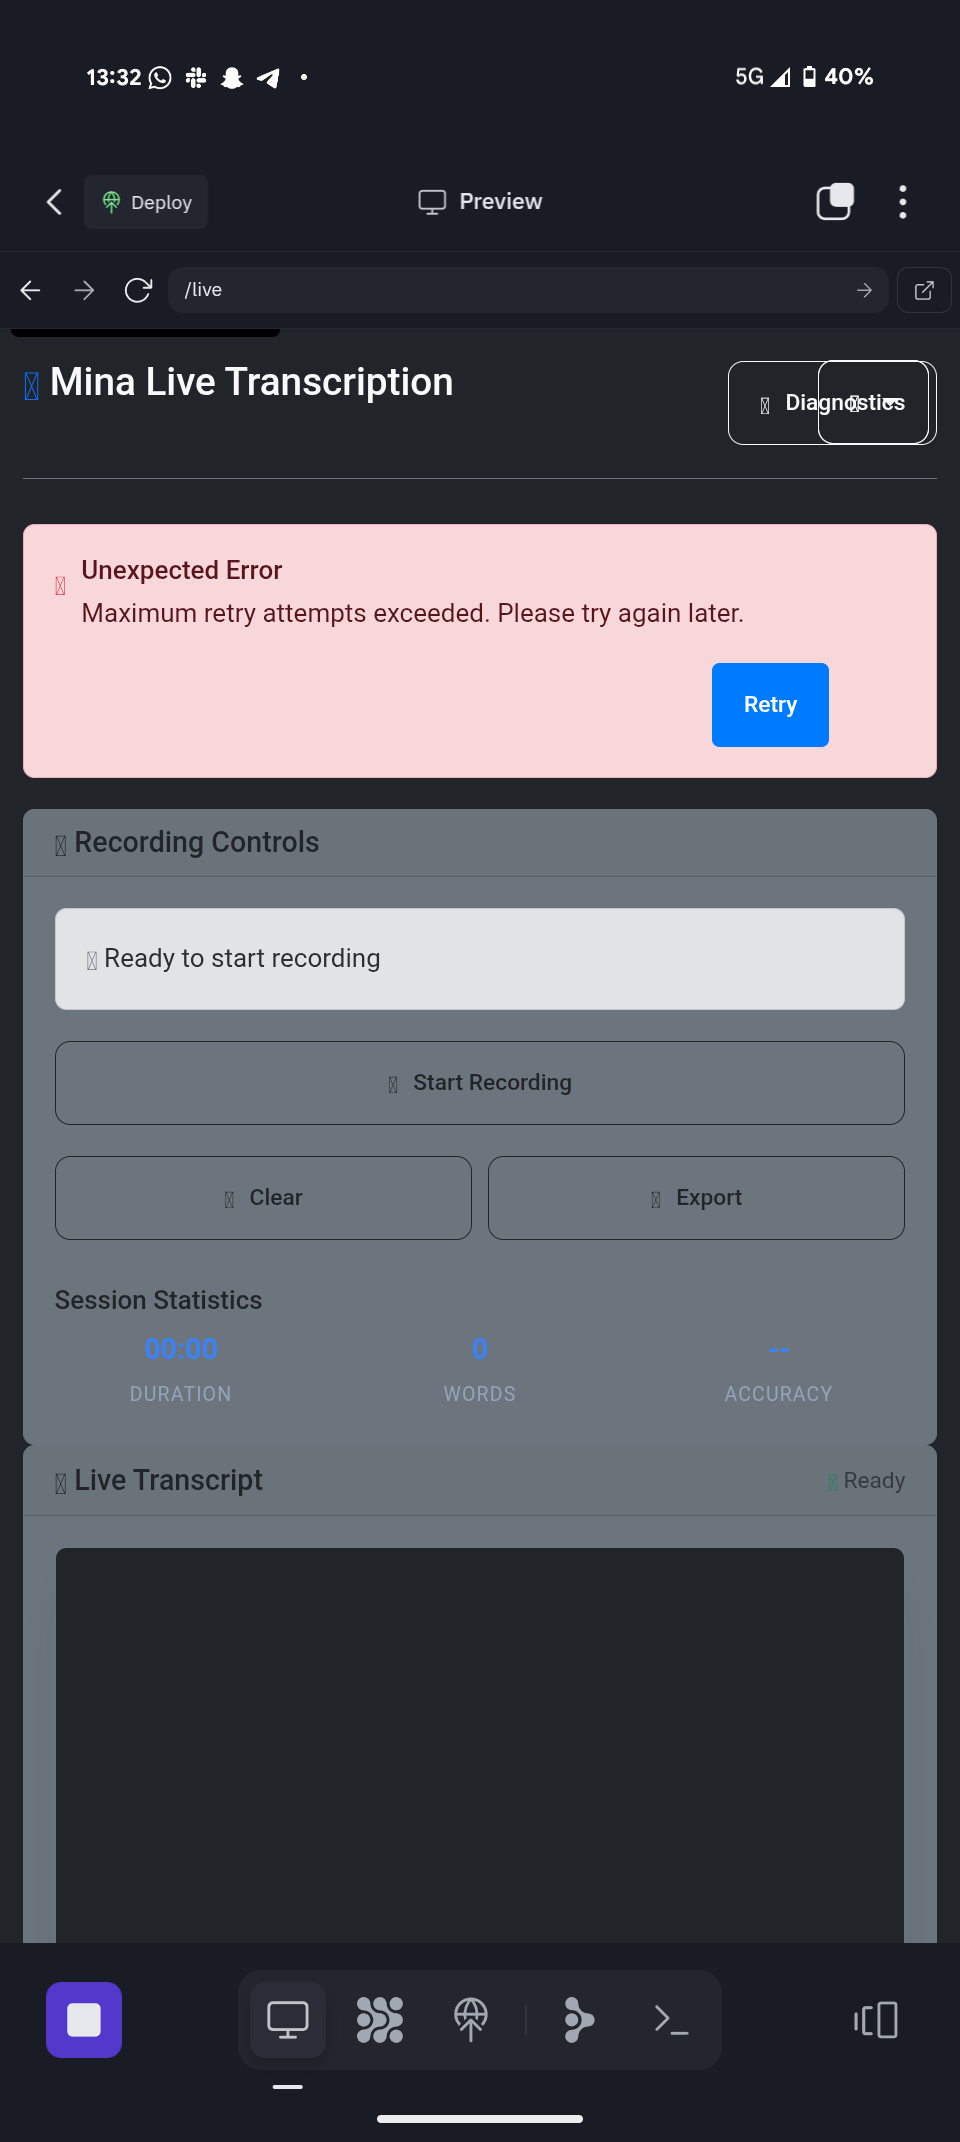 13:32
5G 40%
Deploy
Preview
/live
Mina Live Transcription
Diagnostics
Unexpected Error
Maximum retry attempts exceeded. Please try again later.
Retry
Recording Controls
Ready to start recording
Start Recording
Clear
Export
Session Statistics
00:00 0 --
DURATION WORDS ACCURACY
Live Transcript
Ready